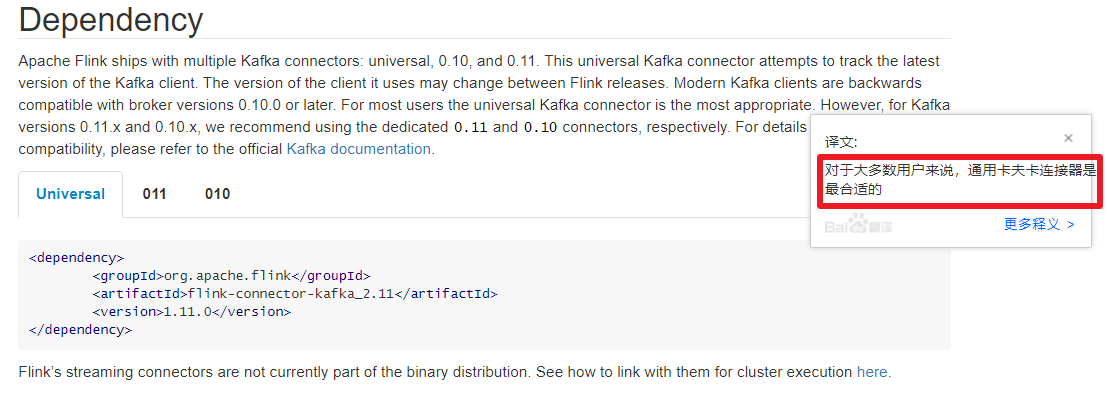 Dependency
Apache Flink ships with multiple Kafka connectors: universal, 0.10, and 0.11. This universal Kafka connector attempts to track the latest
version of the Kafka client. The version of the client it uses may change between Flink releases. Modern Kafka clients are backwards
compatible with broker versions 0.10.0 or later. For most users the universal Kafka connector is the most appropriate. However, for Kafka
versions 0.11.x and 0.10.x, we recommend using the dedicated 0.11 and 0.10 connectors, respectively. For details
compatibility, please refer to the official Kafka documentation.
译文:
×
对于大多数用户来说，通用卡夫卡连接器是
最合适的
Bai 翻译
更多释义 >
Universal 011 010
<dependency>
<groupId>org.apache.flink</groupId>
<artifactId>flink-connector-kafka_2.11</artifactId>
<version>1.11.0</version>
</dependency>
Flink's streaming connectors are not currently part of the binary distribution. See how to link with them for cluster execution here.